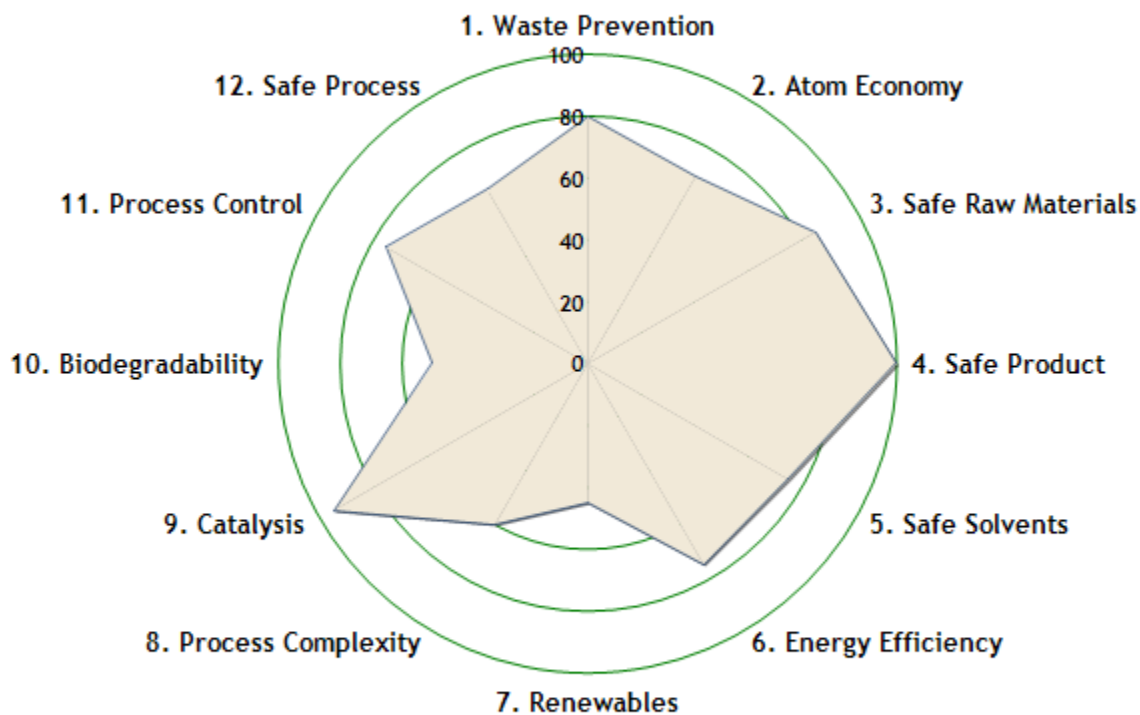 1. Waste Prevention
100
12. Safe Process
2. Atom Economy
80
60
11. Process Control
3. Safe Raw Materials
40
20
10. Biodegradability
0
4. Safe Product
9. Catalysis
5. Safe Solvents
8. Process Complexity
6. Energy Efficiency
7. Renewables